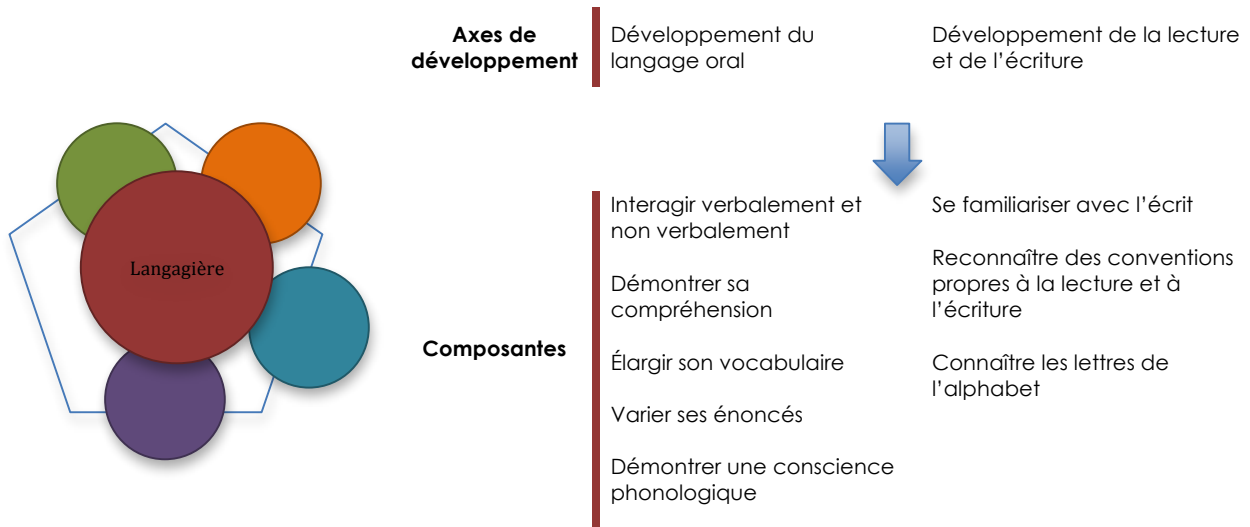 Axes de
développement
Développement du
langage oral
Développement de la lecture
et de l’écriture
Langagière
Composantes
Interagir verbalement et
non verbalement
Démontrer sa
compréhension
Élargir son vocabulaire
Varier ses énoncés
Démontrer une conscience
phonologique
Se familiariser avec l’écrit
Reconnaître des conventions
propres à la lecture et à
l’écriture
Connaître les lettres de
l’alphabet